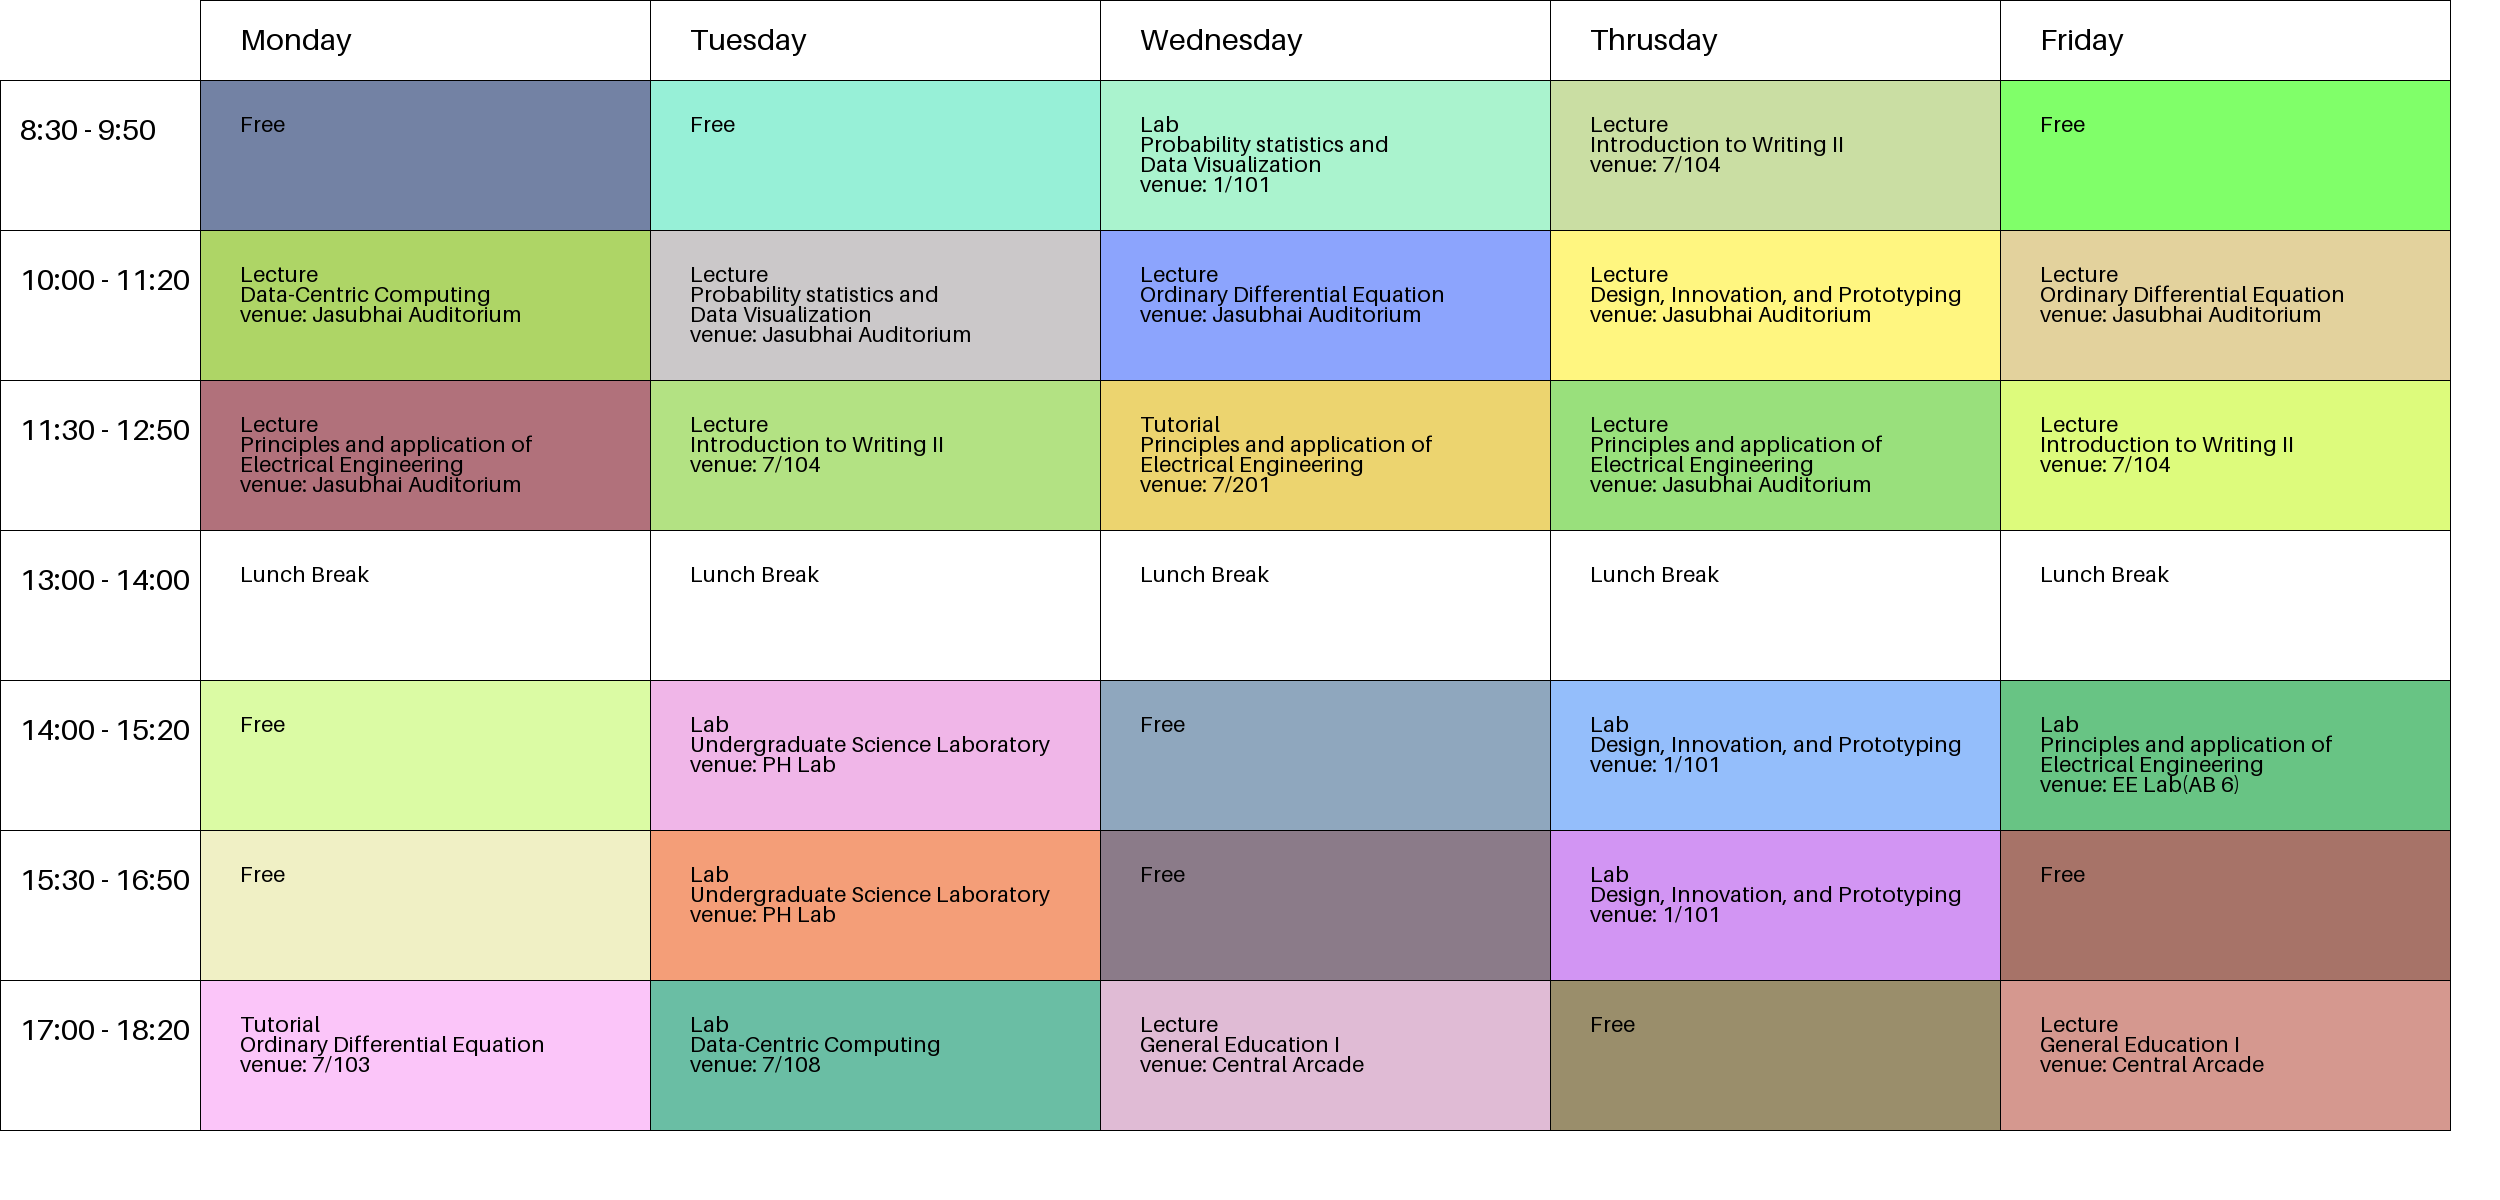 Monday
Tuesday
Wednesday
Thrusday
Friday
8:30 - 9:50
Free
Free
Lab
Probability statistics and
Data Visualization
venue: 1/101
Lecture
Introduction to Writing II
venue: 7/104
Free
10:00 - 11:20
Lecture
Data-Centric Computing
venue: Jasubhai Auditorium
Lecture
Probability statistics and
Data Visualization
venue: Jasubhai Auditorium
Lecture
Ordinary Differential Equation
venue: Jasubhai Auditorium
Lecture
Design, Innovation, and Prototyping
venue: Jasubhai Auditorium
Lecture
Ordinary Differential Equation
venue: Jasubhai Auditorium
11:30 - 12:50
Lecture
Principles and application of
Electrical Engineering
venue: Jasubhai Auditorium
Lecture
Introduction to Writing II
venue: 7/104
Tutorial
Principles and application of
Electrical Engineering
venue: 7/201
Lecture
Principles and application of
Electrical Engineering
venue: Jasubhai Auditorium
Lecture
Introduction to Writing II
venue: 7/104
13:00 - 14:00
Lunch Break
Lunch Break
Lunch Break
Lunch Break
Lunch Break
14:00 - 15:20
Free
Lab
Undergraduate Science Laboratory
venue: PH Lab
Free
Lab
Design, Innovation, and Prototyping
venue: 1/101
Lab
Principles and application of
Electrical Engineering
venue: EE Lab(AB 6)
15:30 - 16:50
Free
Lab
Undergraduate Science Laboratory
venue: PH Lab
Free
Lab
Design, Innovation, and Prototyping
venue: 1/101
Free
17:00 - 18:20
Tutorial
Ordinary Differential Equation
venue: 7/103
Lab
Data-Centric Computing
venue: 7/108
Lecture
General Education I
venue: Central Arcade
Free
Lecture
General Education I
venue: Central Arcade